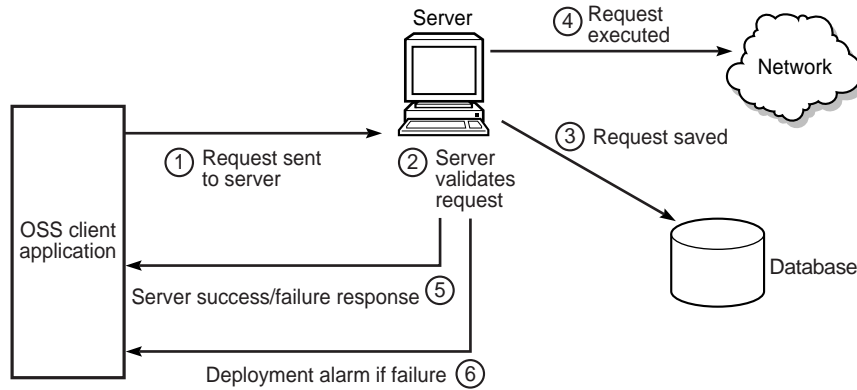 Server
4 Request
executed
Network
1 Request sent
to server
2 Server
validates
request
3 Request saved
OSS client
application
Database
Server success/failure response 5
Deployment alarm if failure 6